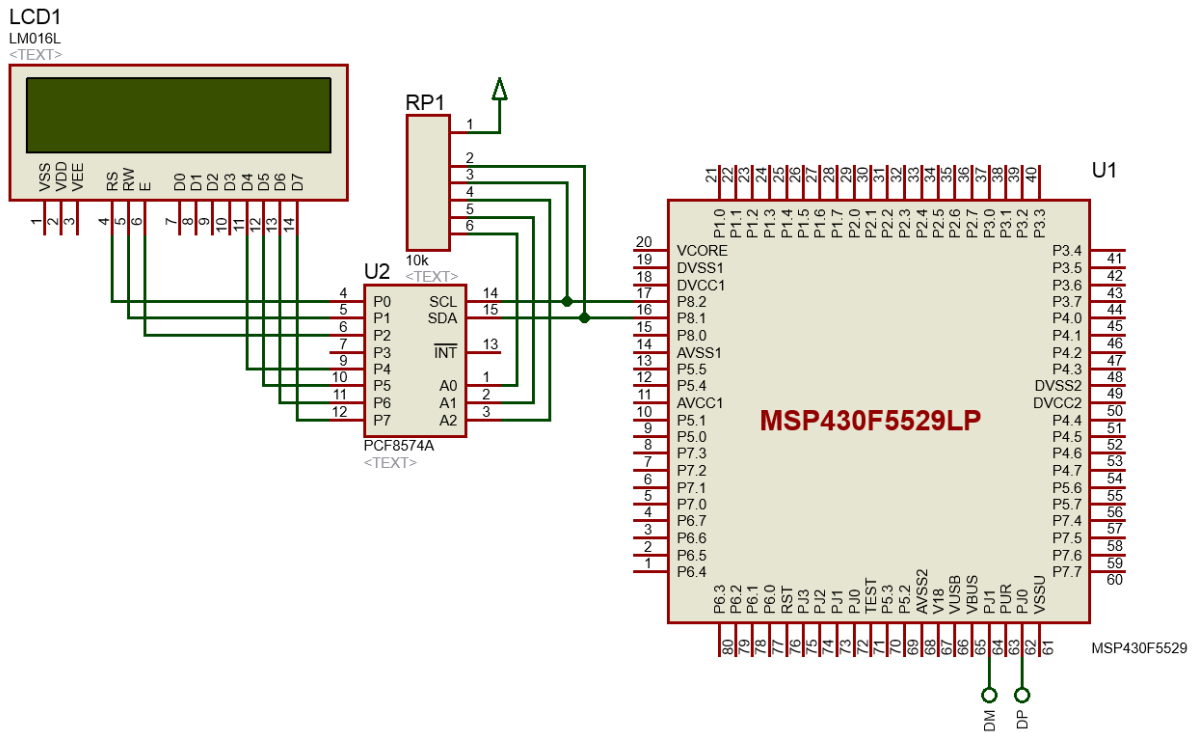 LCD1
LM016L
<TEXT>
VSS VDD VEE RS RW E D0 D1 D2 D3 D4 D5 D6 D7
1 2 3 4 5 6 7 8 9 10 11 12 13 14
RP1
1
2
3
4
5
6
10k
<TEXT>
U2
4 P0 SCL 14
5 P1 SDA 15
6 P2
7 P3 INT 13
9 P4
10 P5 A0 1
11 P6 A1 2
12 P7 A2 3
PCF8574A
<TEXT>
U1
21 22 23 24 25 26 27 28 29 30 31 32 33 34 35 36 37 38 39 40
P1.0 P1.1 P1.2 P1.3 P1.4 P1.5 P1.6 P1.7 P2.0 P2.1 P2.2 P2.3 P2.4 P2.5 P2.6 P2.7 P3.0 P3.1 P3.2 P3.3
20 VCORE
19 DVSS1
18 DVCC1
17 P8.2
16 P8.1
15 P8.0
14 AVSS1
13 P5.5
12 P5.4
11 AVCC1
10 P5.1
9 P5.0
8 P7.3
7 P7.2
6 P7.1
5 P7.0
4 P6.7
3 P6.6
2 P6.5
1 P6.4
MSP430F5529LP
P3.4 41
P3.5 42
P3.6 43
P3.7 44
P4.0 45
P4.1 46
P4.2 47
P4.3 48
DVSS2 49
DVCC2 50
P4.4 51
P4.5 52
P4.6 53
P4.7 54
P5.6 55
P5.7 56
P7.4 57
P7.5 58
P7.6 59
P7.7 60
P6.3 P6.2 P6.1 P6.0 RST PJ3 PJ2 PJ1 PJ0 TEST P5.3 P5.2 AVSS2 V18 VUSB VBUS PJ1 PUR PJ0 VSSU
80 79 78 77 76 75 74 73 72 71 70 69 68 67 66 65 64 63 62 61
MSP430F5529
DM
DP